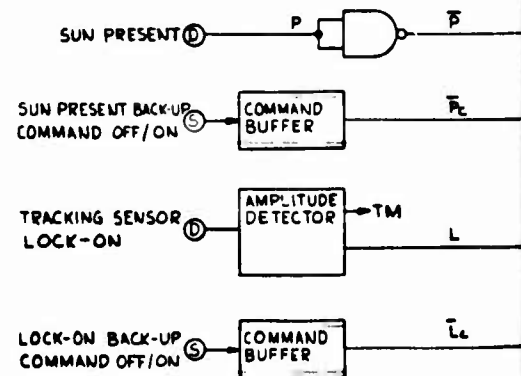 SUN PRESENT D P P̅
SUN PRESENT BACK-UP
COMMAND OFF/ON S COMMAND
BUFFER P̅c
TRACKING SENSOR
LOCK-ON D AMPLITUDE
DETECTOR TM
L
LOCK-ON BACK-UP
COMMAND OFF/ON S COMMAND
BUFFER L̅c